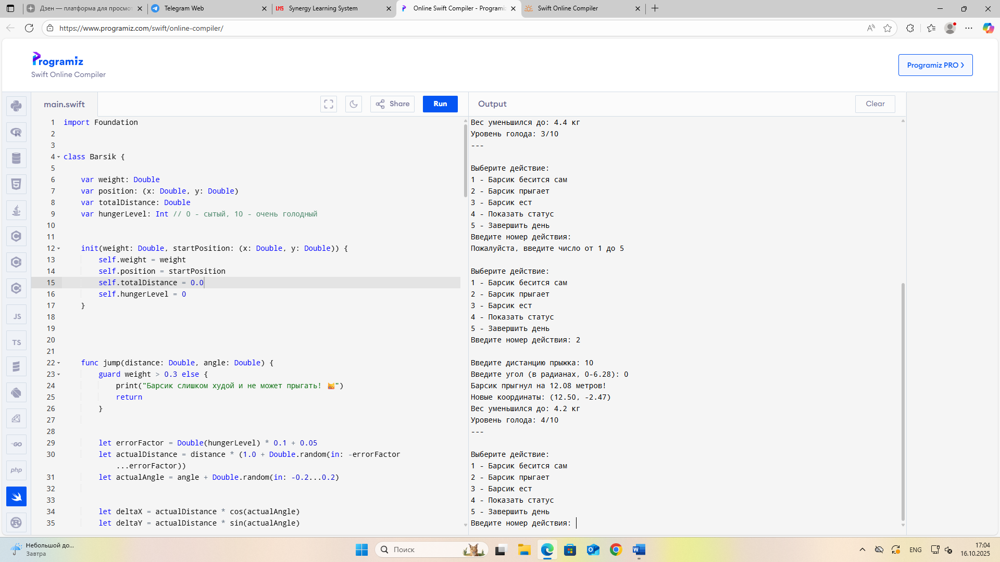 Дзен — платформа для просмот
Telegram Web
LMS Synergy Learning System
Online Swift Compiler - Programiz
Swift Online Compiler
https://www.programiz.com/swift/online-compiler/
Programiz
Swift Online Compiler
Programiz PRO
main.swift
Share
Run
Output
Clear
1 import Foundation
2
3
4 class Barsik {
5
6 var weight: Double
7 var position: (x: Double, y: Double)
8 var totalDistance: Double
9 var hungerLevel: Int // 0 - сытый, 10 - очень голодный
10
11
12 init(weight: Double, startPosition: (x: Double, y: Double)) {
13 self.weight = weight
14 self.position = startPosition
15 self.totalDistance = 0.0
16 self.hungerLevel = 0
17 }
18
19
20
21
22 func jump(distance: Double, angle: Double) {
23 guard weight > 0.3 else {
24 print("Барсик слишком худой и не может прыгать! 😹")
25 return
26 }
27
28
29 let errorFactor = Double(hungerLevel) * 0.1 + 0.05
30 let actualDistance = distance * (1.0 + Double.random(in: -errorFactor
...errorFactor))
31 let actualAngle = angle + Double.random(in: -0.2...0.2)
32
33
34 let deltaX = actualDistance * cos(actualAngle)
35 let deltaY = actualDistance * sin(actualAngle)
JS
TS
GO
php
Вес уменьшился до: 4.4 кг
Уровень голода: 3/10
---
Выберите действие:
1 - Барсик бесится сам
2 - Барсик прыгает
3 - Барсик ест
4 - Показать статус
5 - Завершить день
Введите номер действия:
Пожалуйста, введите число от 1 до 5
Выберите действие:
1 - Барсик бесится сам
2 - Барсик прыгает
3 - Барсик ест
4 - Показать статус
5 - Завершить день
Введите номер действия: 2
Введите дистанцию прыжка: 10
Введите угол (в радианах, 0-6.28): 0
Барсик прыгнул на 12.08 метров!
Новые координаты: (12.50, -2.47)
Вес уменьшился до: 4.2 кг
Уровень голода: 4/10
---
Выберите действие:
1 - Барсик бесится сам
2 - Барсик прыгает
3 - Барсик ест
4 - Показать статус
5 - Завершить день
Введите номер действия:
Небольшой до...
Завтра
Поиск
ENG
17:04
16.10.2025